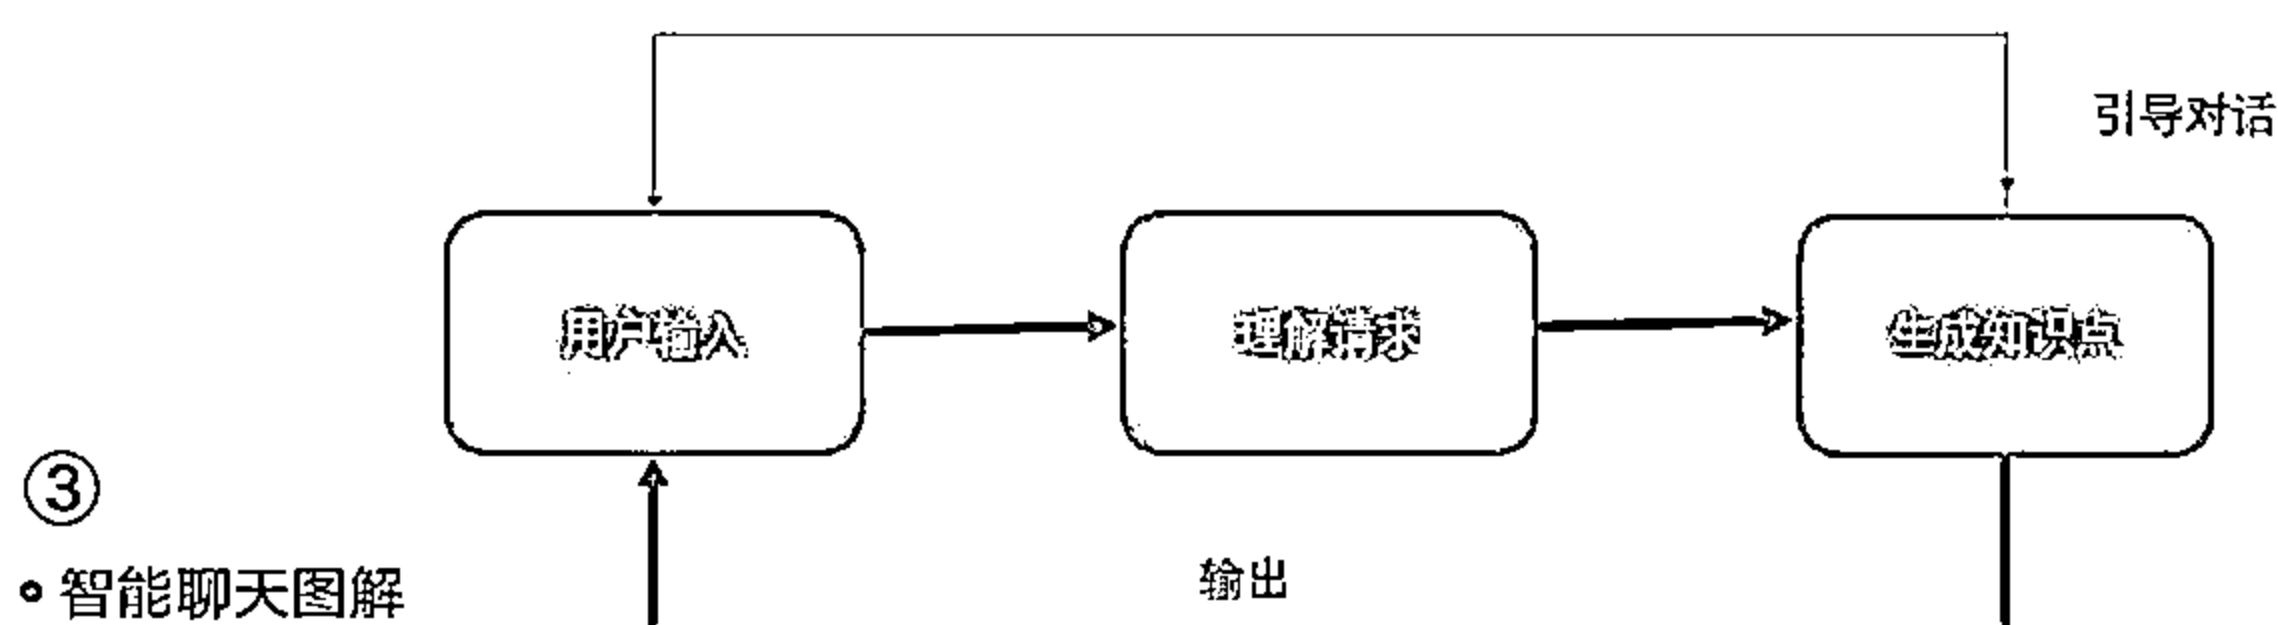 引导对话
用户输入
理解请求
生成知识点
③
输出
智能聊天图解